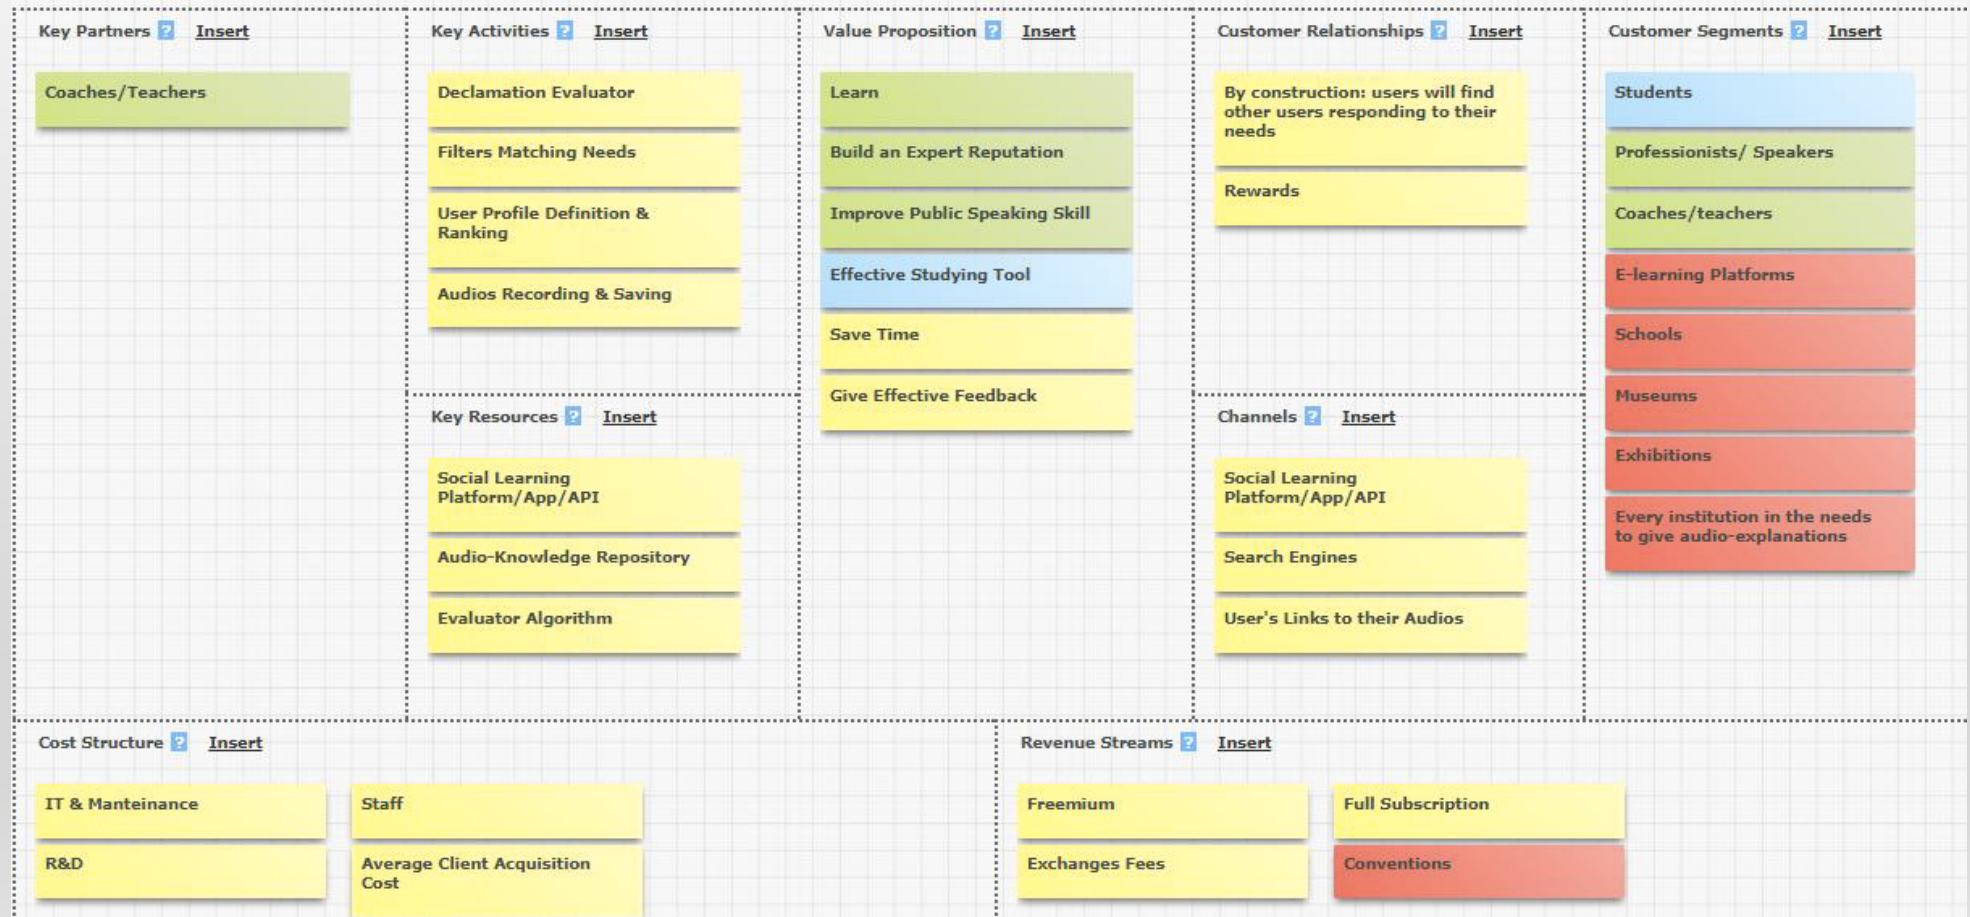 Key Partners ? Insert
Coaches/Teachers
Key Activities ? Insert
Declamation Evaluator
Filters Matching Needs
User Profile Definition &
Ranking
Audios Recording & Saving
Key Resources ? Insert
Social Learning
Platform/App/API
Audio-Knowledge Repository
Evaluator Algorithm
Value Proposition ? Insert
Learn
Build an Expert Reputation
Improve Public Speaking Skill
Effective Studying Tool
Save Time
Give Effective Feedback
Customer Relationships ? Insert
By construction: users will find
other users responding to their
needs
Rewards
Channels ? Insert
Social Learning
Platform/App/API
Search Engines
User's Links to their Audios
Customer Segments ? Insert
Students
Professionists/ Speakers
Coaches/teachers
E-learning Platforms
Schools
Museums
Exhibitions
Every institution in the needs
to give audio-explanations
Cost Structure ? Insert
IT & Manteinance
Staff
R&D
Average Client Acquisition
Cost
Revenue Streams ? Insert
Freemium
Full Subscription
Exchanges Fees
Conventions